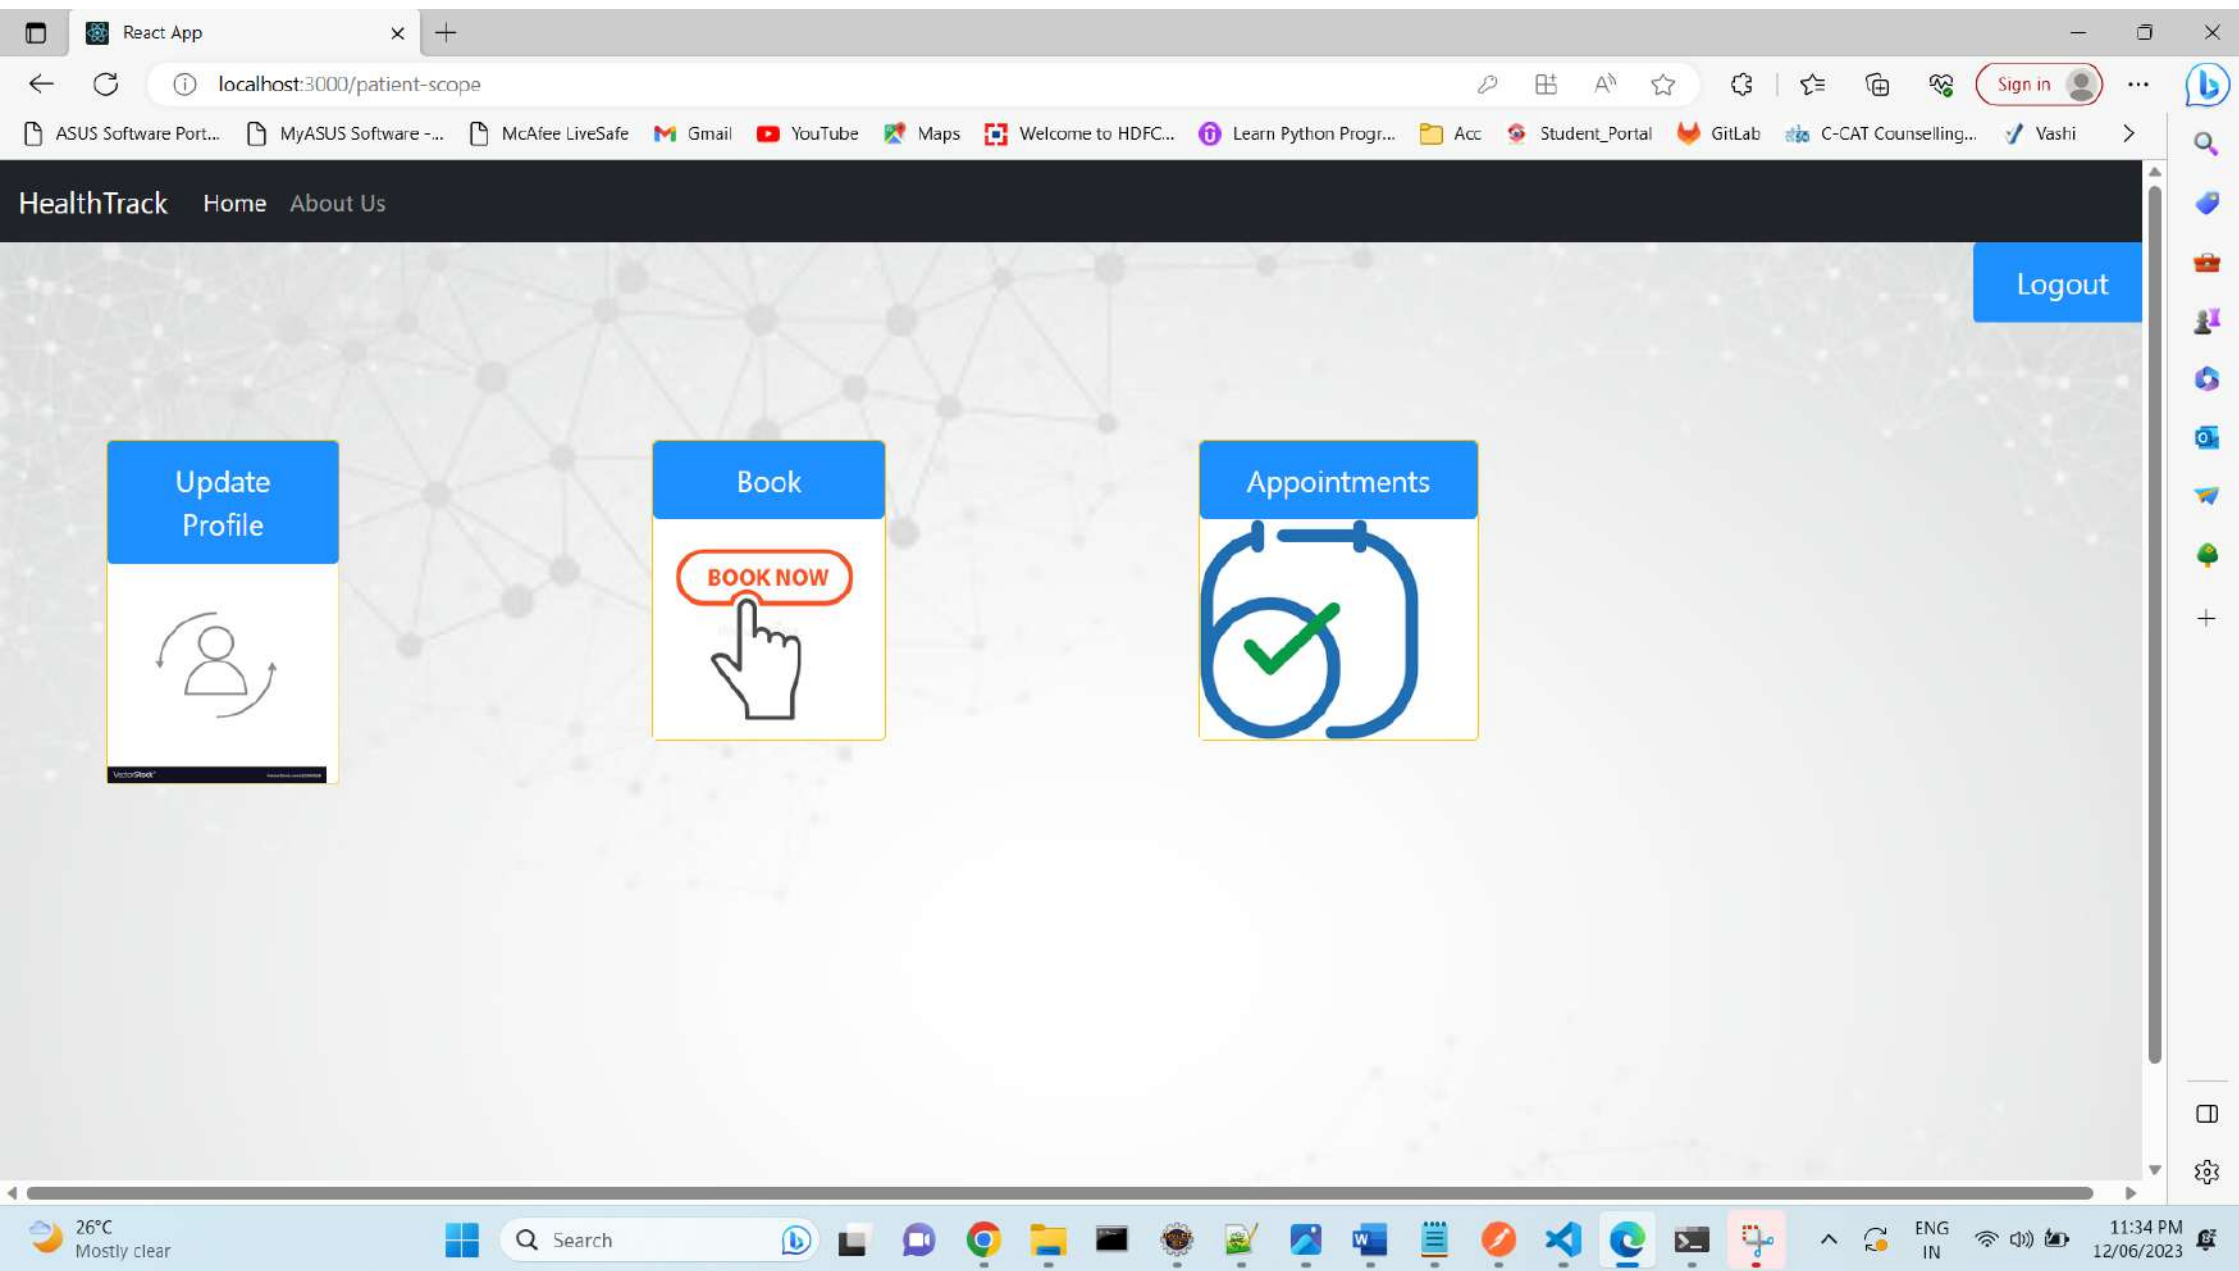 React App
localhost:3000/patient-scope
Sign in
ASUS Software Port... MyASUS Software -... McAfee LiveSafe Gmail YouTube Maps Welcome to HDFC... Learn Python Progr... Acc Student_Portal GitLab C-CAT Counselling... Vashi
HealthTrack Home About Us
Logout
Update
Profile
VectorStock
Book
BOOK NOW
Appointments
26°C
Mostly clear
Search
ENG
IN
11:34 PM
12/06/2023